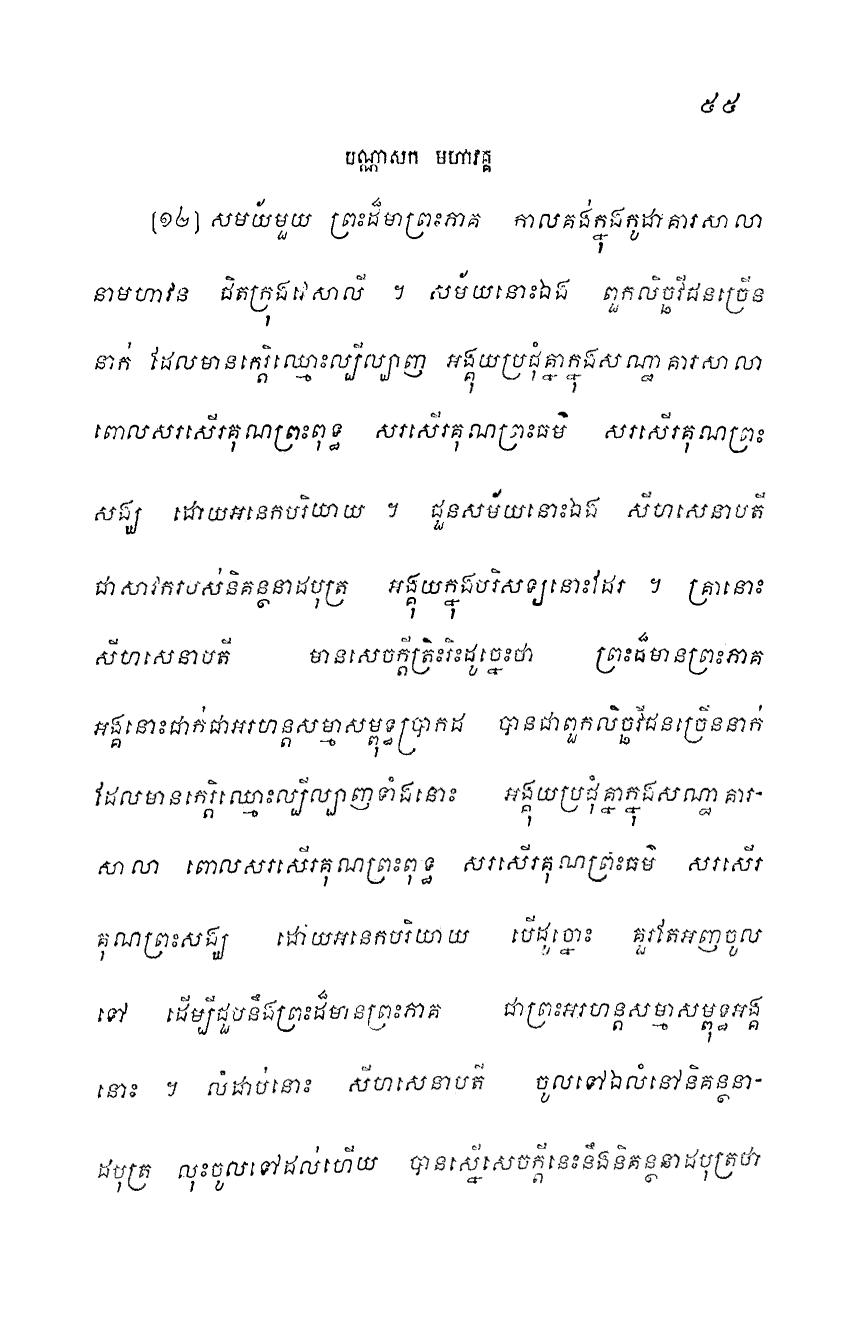 ៥៥
បណ្ណាសក មហាវគ្គ
(១២) សម័យមួយ ព្រះដ៏មាព្រះភាគ កាលគង់ក្នុងកូដាគារសាលា
នាមហាវន ជិតក្រុងវេសាលី ។ សម័យនោះឯង ពួកលិច្ឆវីជនច្រើន
នាក់ ដែលមានកេរ្តិ៍ឈ្មោះល្បីល្បាញ អង្គុយប្រជុំគ្នាក្នុងសណ្ឋាគារសាលា
ពោលសរសើរគុណព្រះពុទ្ធ សរសើរគុណព្រះធម៌ សរសើរគុណព្រះ
សង្ឃ ដោយអនេកបរិយាយ ។ ជួនសម័យនោះឯង សីហសេនាបតី
ជាសាវករបស់និគន្ថនាដបុត្រ អង្គុយក្នុងបរិសទ្យនោះដែរ ។ គ្រានោះ
សីហសេនាបតី មានសេចក្តីត្រិះរិះដូច្នេះថា ព្រះដ៏មានព្រះភាគ
អង្គនោះជាក់ជាអរហន្តសម្មាសម្ពុទ្ធប្រាកដ បានជាពួកលិច្ឆវីជនច្រើននាក់
ដែលមានកេរ្តិ៍ឈ្មោះល្បីល្បាញទាំងនោះ អង្គុយប្រជុំគ្នាក្នុងសណ្ឋាគារ-
សាលា ពោលសរសើរគុណព្រះពុទ្ធ សរសើរគុណព្រះធម៌ សរសើរ
គុណព្រះសង្ឃ ដោយអនេកបរិយាយ បើដូច្នោះ គួរតែអញចូល
ទៅ ដើម្បីជួបនឹងព្រះដ៏មានព្រះភាគ ជាព្រះអរហន្តសម្មាសម្ពុទ្ធអង្គ
នោះ ។ លំដាប់នោះ សីហសេនាបតី ចូលទៅឯលំនៅនិគន្ថនា-
ដបុត្រ លុះចូលទៅដល់ហើយ បានស្នើសេចក្តីនេះនឹងនិគន្ថនាដបុត្រថា